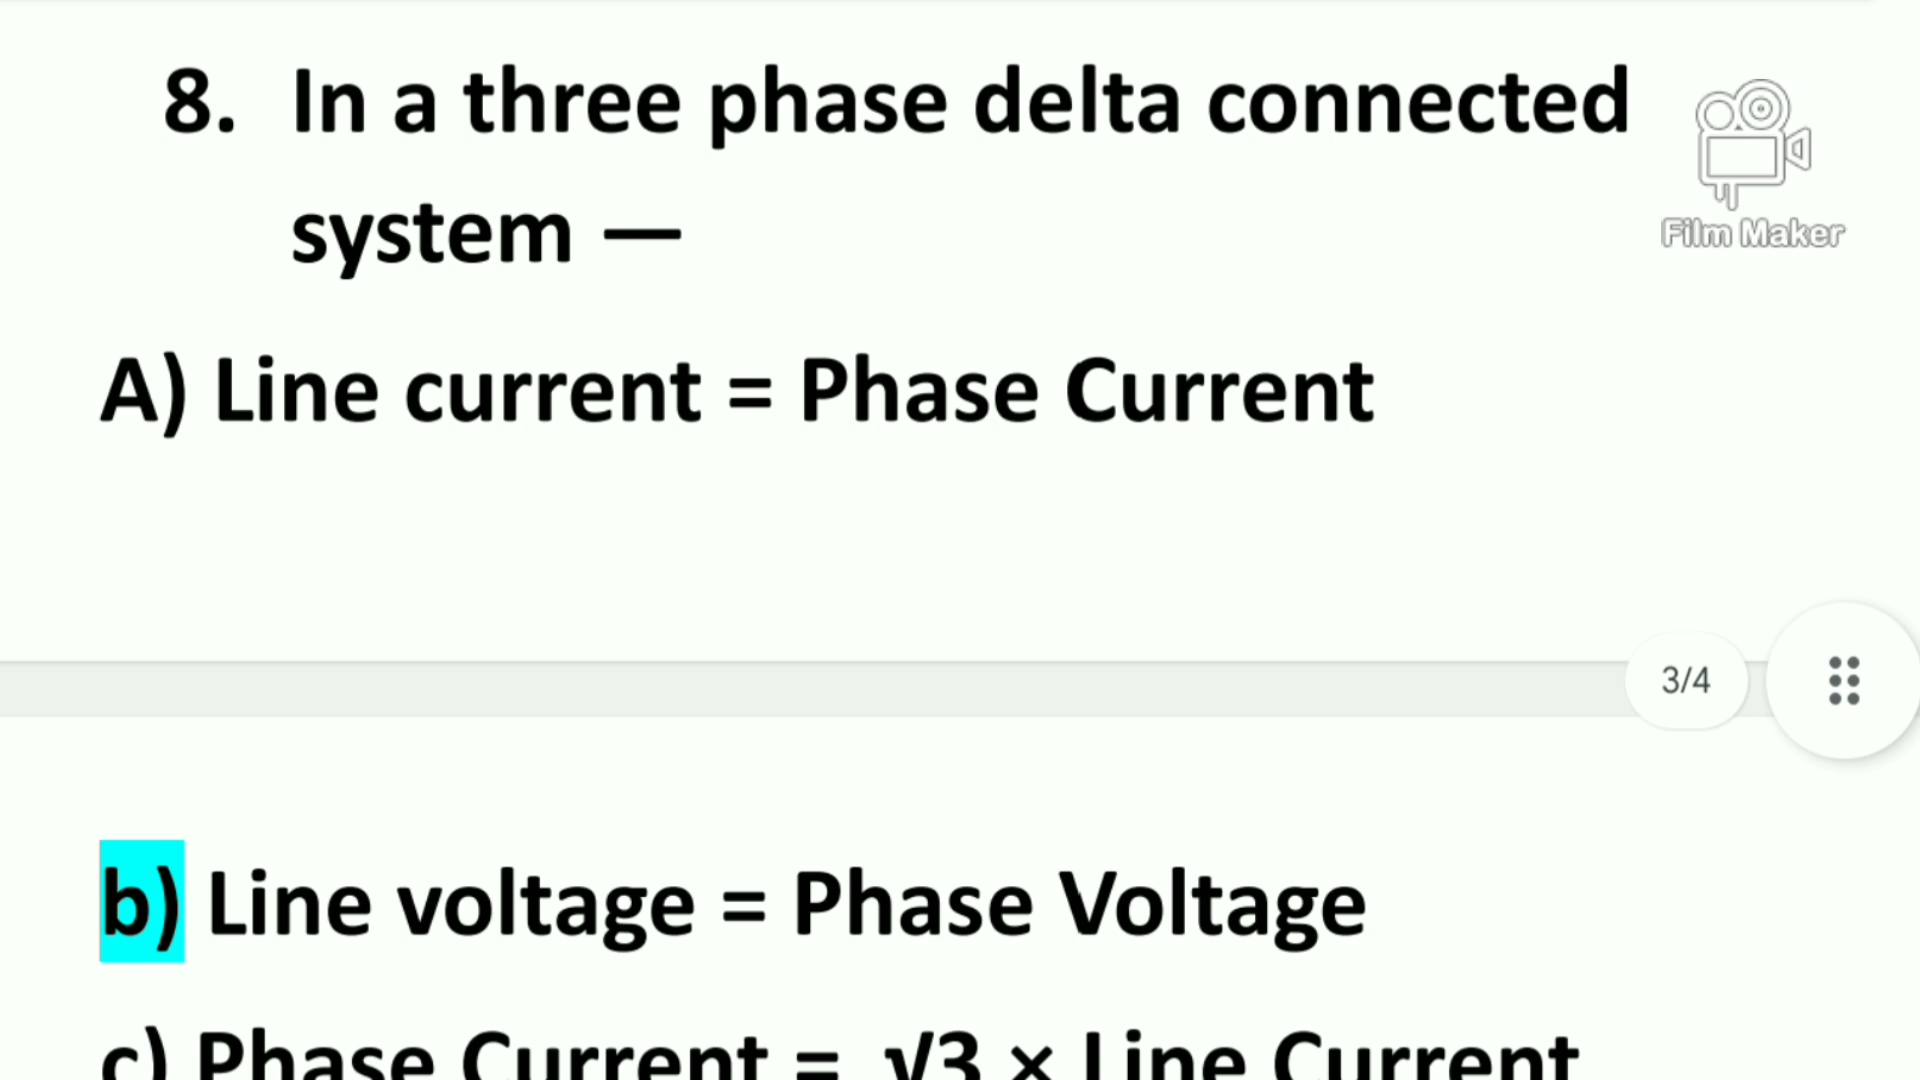 8. In a three phase delta connected
system —
Film Maker
A) Line current = Phase Current
3/4
b) Line voltage = Phase Voltage
c) Phase Current = √3 × Line Current